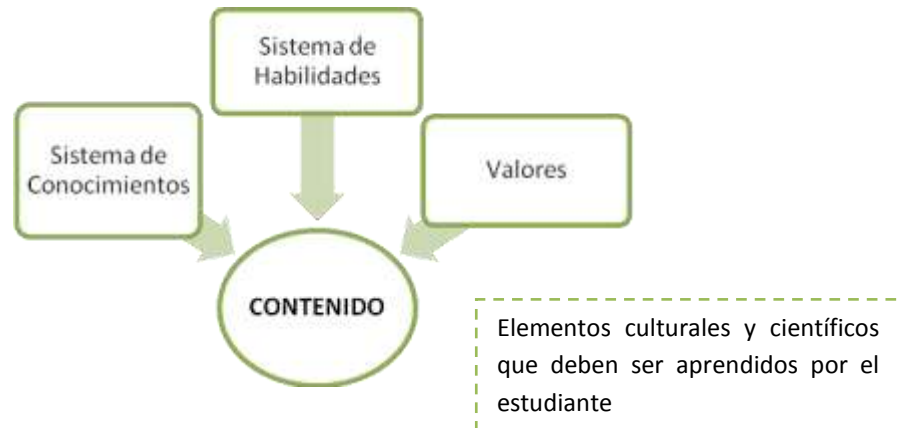 Sistema de
Habilidades
Sistema de
Conocimientos
Valores
CONTENIDO
Elementos culturales y científicos
que deben ser aprendidos por el
estudiante